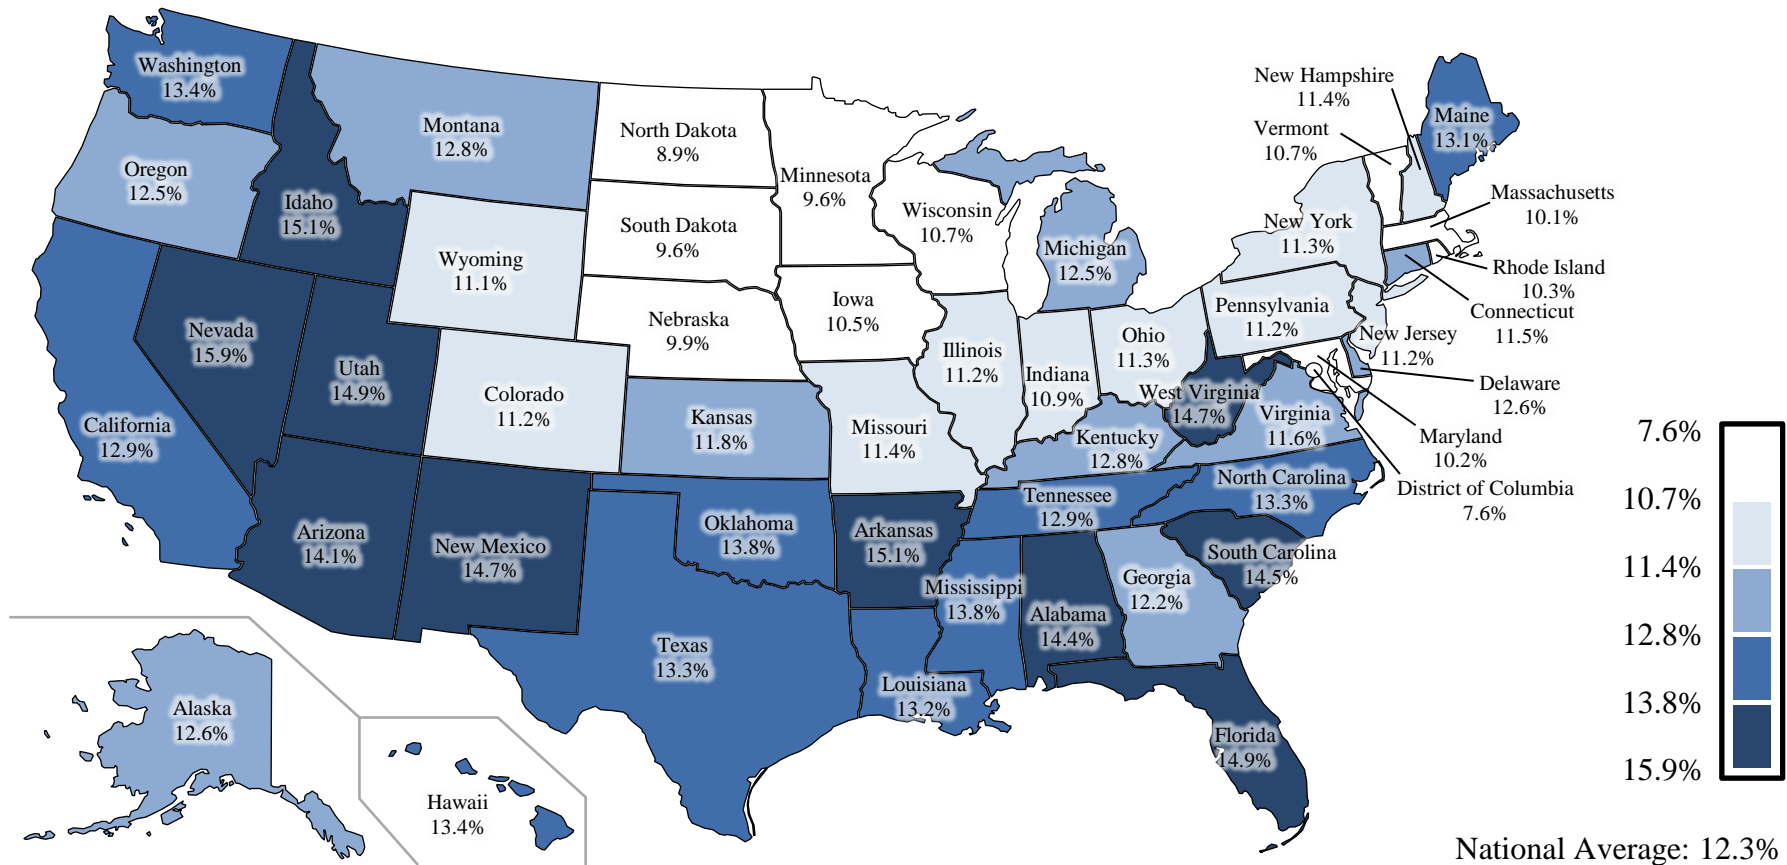 Washington
13.4%
Oregon
12.5%
Idaho
15.1%
Montana
12.8%
North Dakota
8.9%
South Dakota
9.6%
Minnesota
9.6%
Wisconsin
10.7%
Michigan
12.5%
Wyoming
11.1%
Nebraska
9.9%
Iowa
10.5%
Nevada
15.9%
Utah
14.9%
Colorado
11.2%
California
12.9%
Kansas
11.8%
Missouri
11.4%
Illinois
11.2%
Indiana
10.9%
Ohio
11.3%
Kentucky
12.8%
West Virginia
14.7%
Virginia
11.6%
Pennsylvania
11.2%
New York
11.3%
New Hampshire
11.4%
Vermont
10.7%
Maine
13.1%
Massachusetts
10.1%
Rhode Island
10.3%
Connecticut
11.5%
New Jersey
11.2%
Delaware
12.6%
Maryland
10.2%
District of Columbia
7.6%
Arizona
14.1%
New Mexico
14.7%
Oklahoma
13.8%
Arkansas
15.1%
Tennessee
12.9%
North Carolina
13.3%
South Carolina
14.5%
Mississippi
13.8%
Alabama
14.4%
Georgia
12.2%
Texas
13.3%
Louisiana
13.2%
Florida
14.9%
Alaska
12.6%
Hawaii
13.4%
7.6%
10.7%
11.4%
12.8%
13.8%
15.9%
National Average: 12.3%